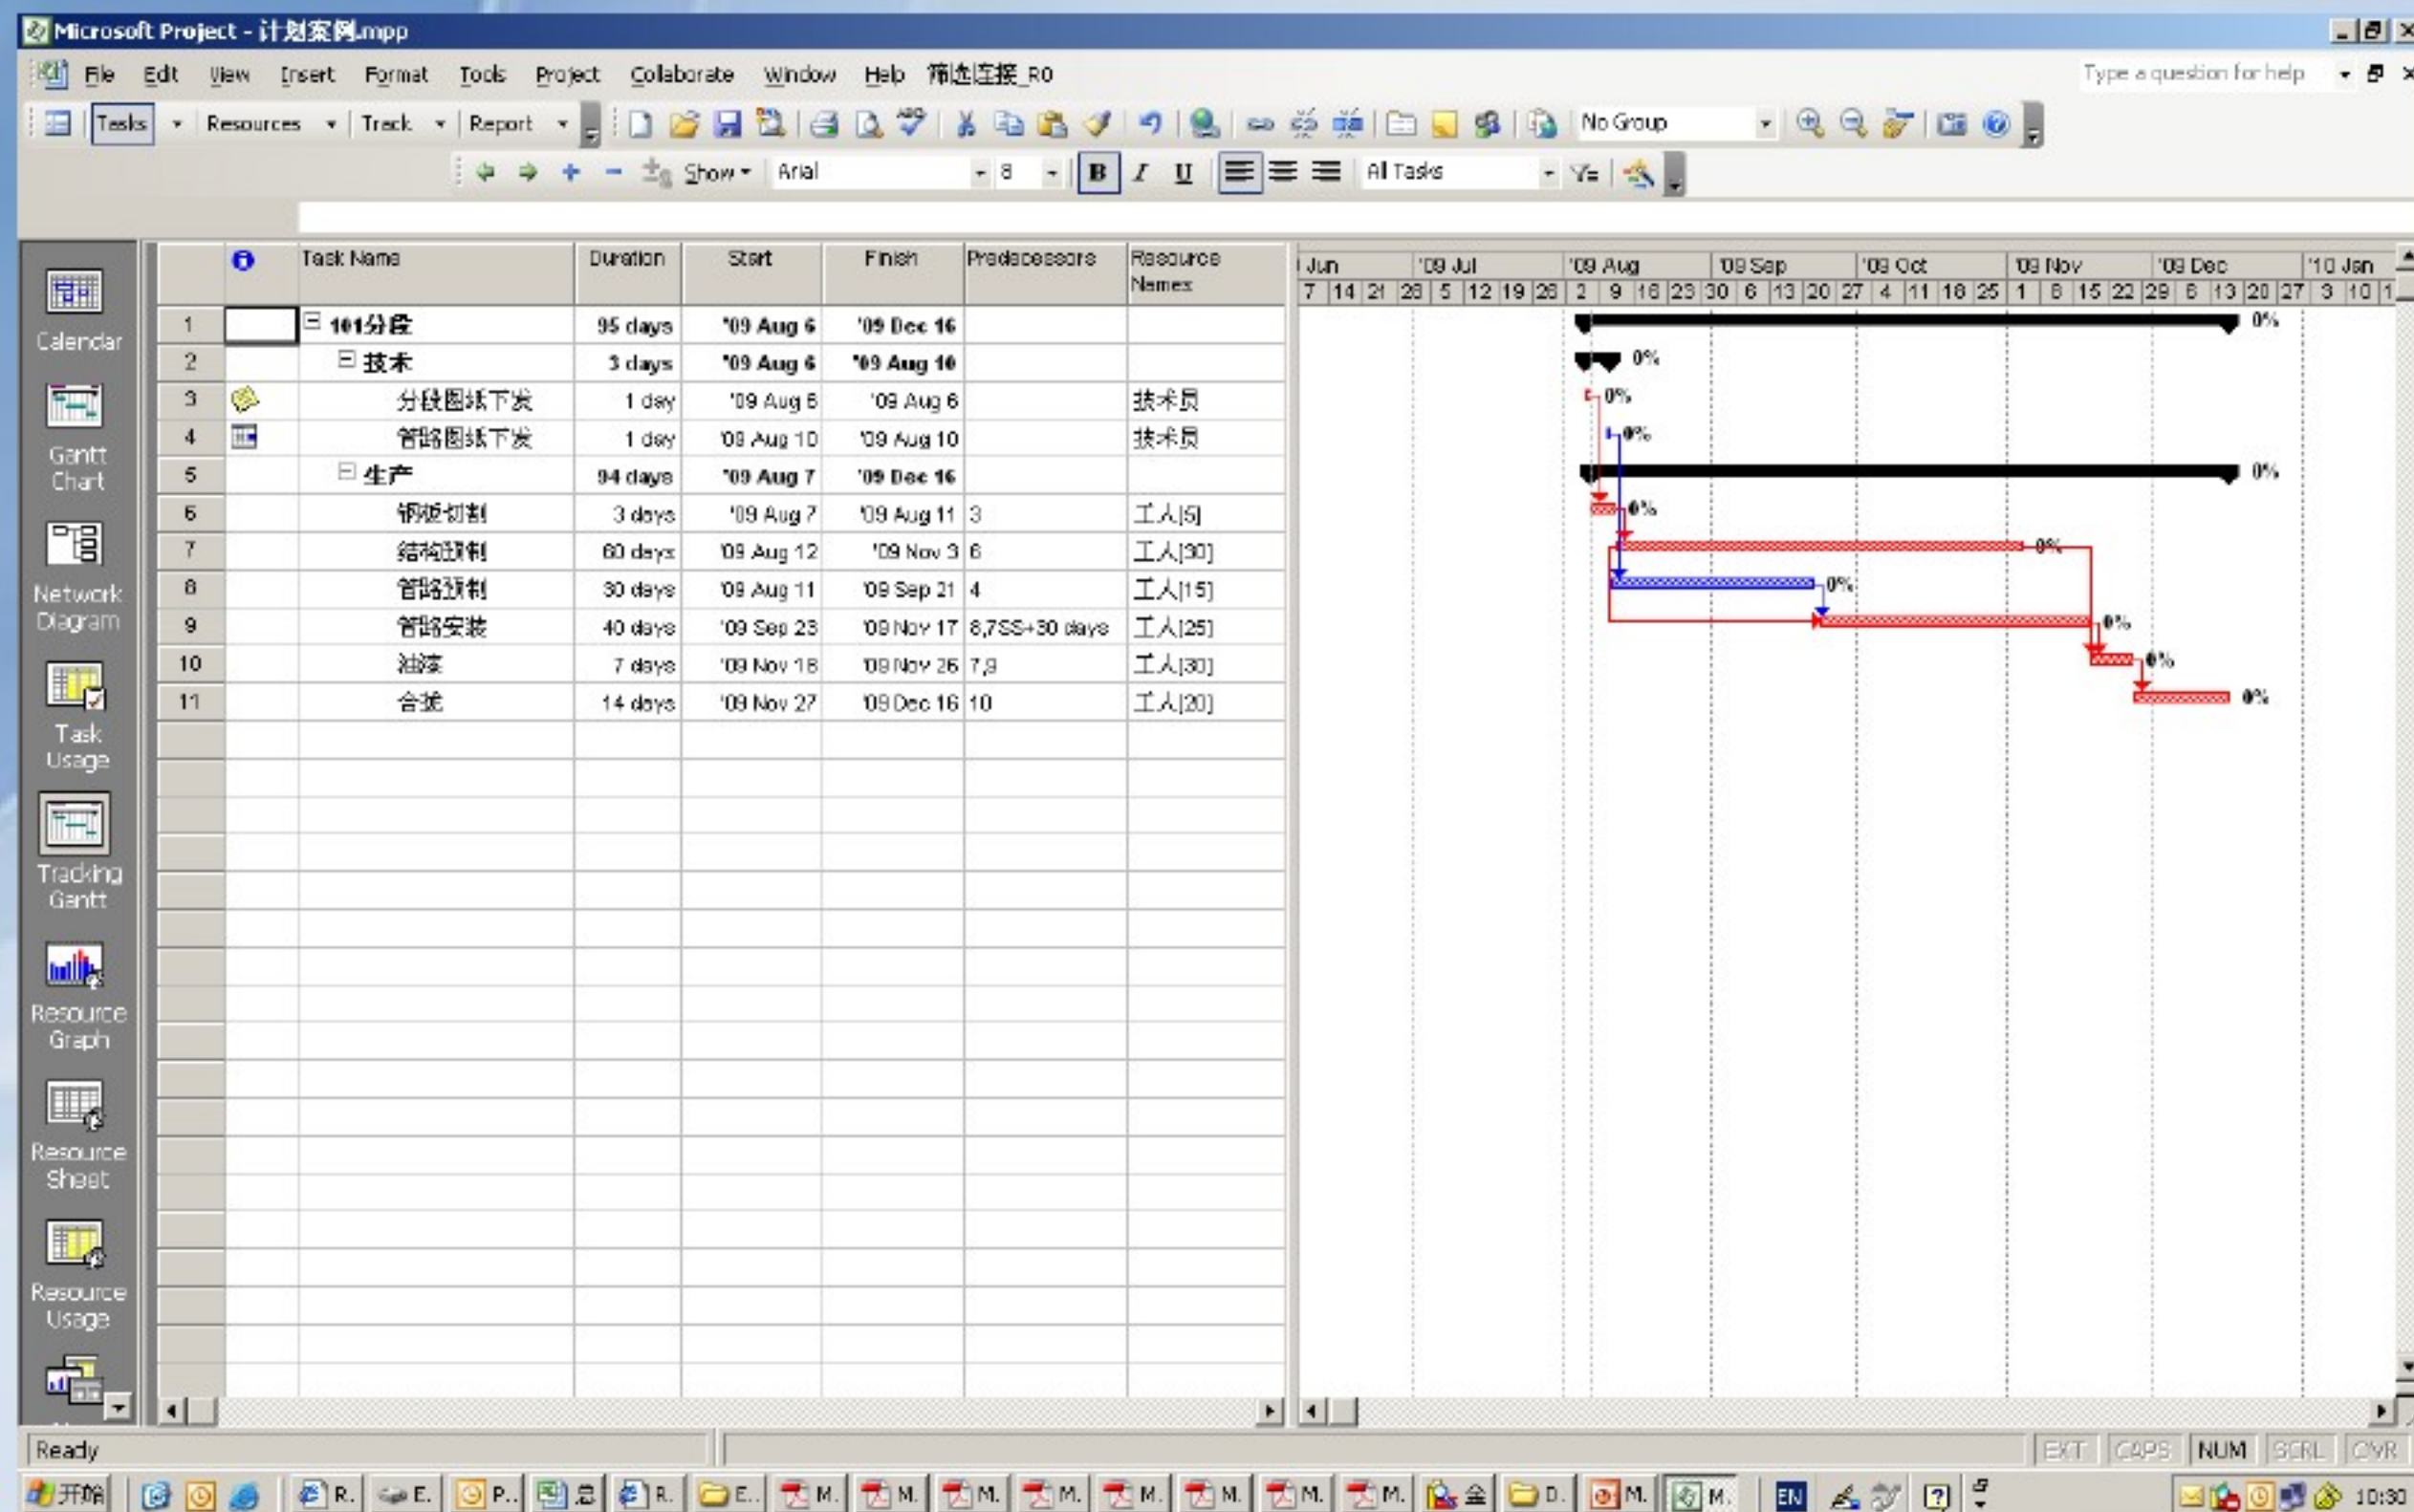 Microsoft Project - 计划案例.mpp
File Edit View Insert Format Tools Project Collaborate Window Help 筛选连接_R0 Type a question for help
Tasks Resources Track Report No Group
Show Arial 8 B I U All Tasks
Task Name Duration Start Finish Predecessors Resource Names
Jun '09 Jul '09 Aug '09 Sep '09 Oct '09 Nov '09 Dec '10 Jan
7 14 21 28 5 12 19 26 2 9 16 23 30 6 13 20 27 4 11 18 25 1 8 15 22 29 6 13 20 27 3 10 1
1 101分段 95 days '09 Aug 6 '09 Dec 16 0%
2 技术 3 days '09 Aug 6 '09 Aug 10 0%
3 分段图纸下发 1 day '09 Aug 6 '09 Aug 6 技术员 0%
4 管路图纸下发 1 day '09 Aug 10 '09 Aug 10 技术员 0%
5 生产 94 days '09 Aug 7 '09 Dec 16 0%
6 钢板切割 3 days '09 Aug 7 '09 Aug 11 3 工人[5] 0%
7 结构预制 60 days '09 Aug 12 '09 Nov 3 6 工人[30] 0%
8 管路预制 30 days '09 Aug 11 '09 Sep 21 4 工人[15] 0%
9 管路安装 40 days '09 Sep 23 '09 Nov 17 8,7SS+30 days 工人[25] 0%
10 油漆 7 days '09 Nov 18 '09 Nov 26 7,9 工人[30] 0%
11 合拢 14 days '09 Nov 27 '09 Dec 16 10 工人[20] 0%
Calendar
Gantt Chart
Network Diagram
Task Usage
Tracking Gantt
Resource Graph
Resource Sheet
Resource Usage
Ready EXT CAPS NUM SCRL OVR
开始 R. E. P.. 总 R. E.. M. M. M. M. M. M. M. M. 金 D. M. M. EN 10:30